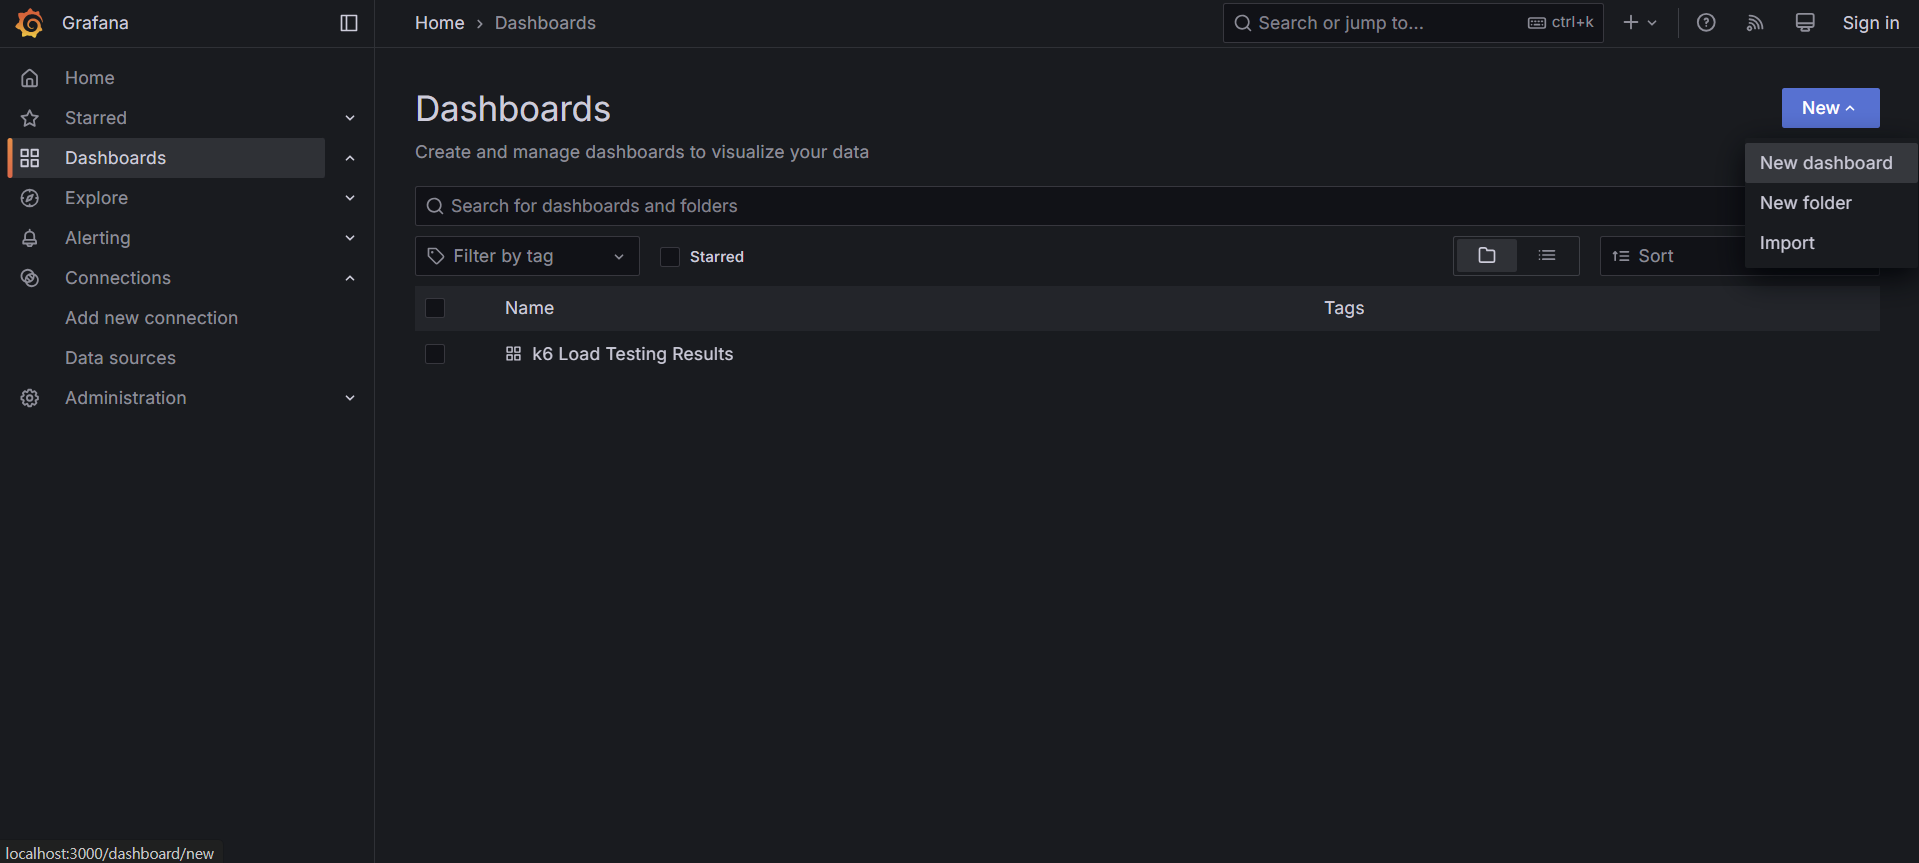 Grafana
Home › Dashboards
Search or jump to...
ctrl+k
Sign in
Home
Starred
Dashboards
Explore
Alerting
Connections
Add new connection
Data sources
Administration
Dashboards
Create and manage dashboards to visualize your data
New
New dashboard
New folder
Import
Search for dashboards and folders
Filter by tag
Starred
Sort
Name
Tags
k6 Load Testing Results
localhost:3000/dashboard/new